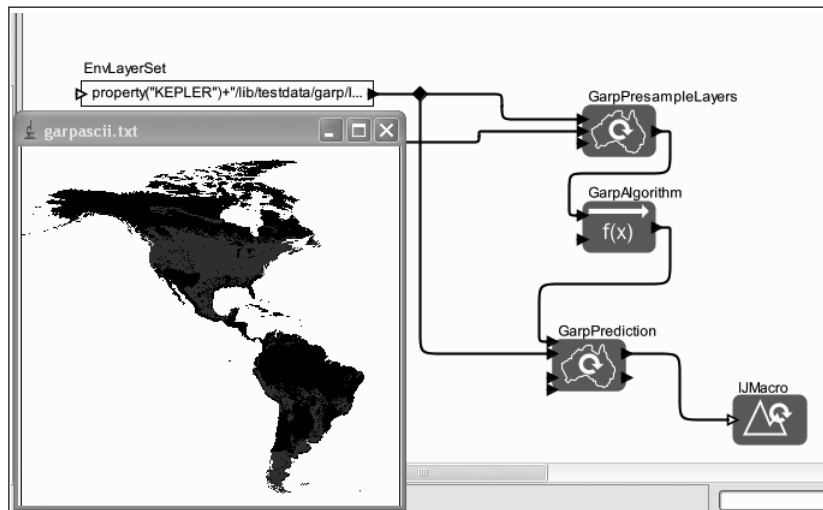 EnvLayerSet
property("KEPLER")+"/lib/testdata/garp/l...
GarpPresampleLayers
garpascii.txt
GarpAlgorithm
f(x)
GarpPrediction
IJMacro